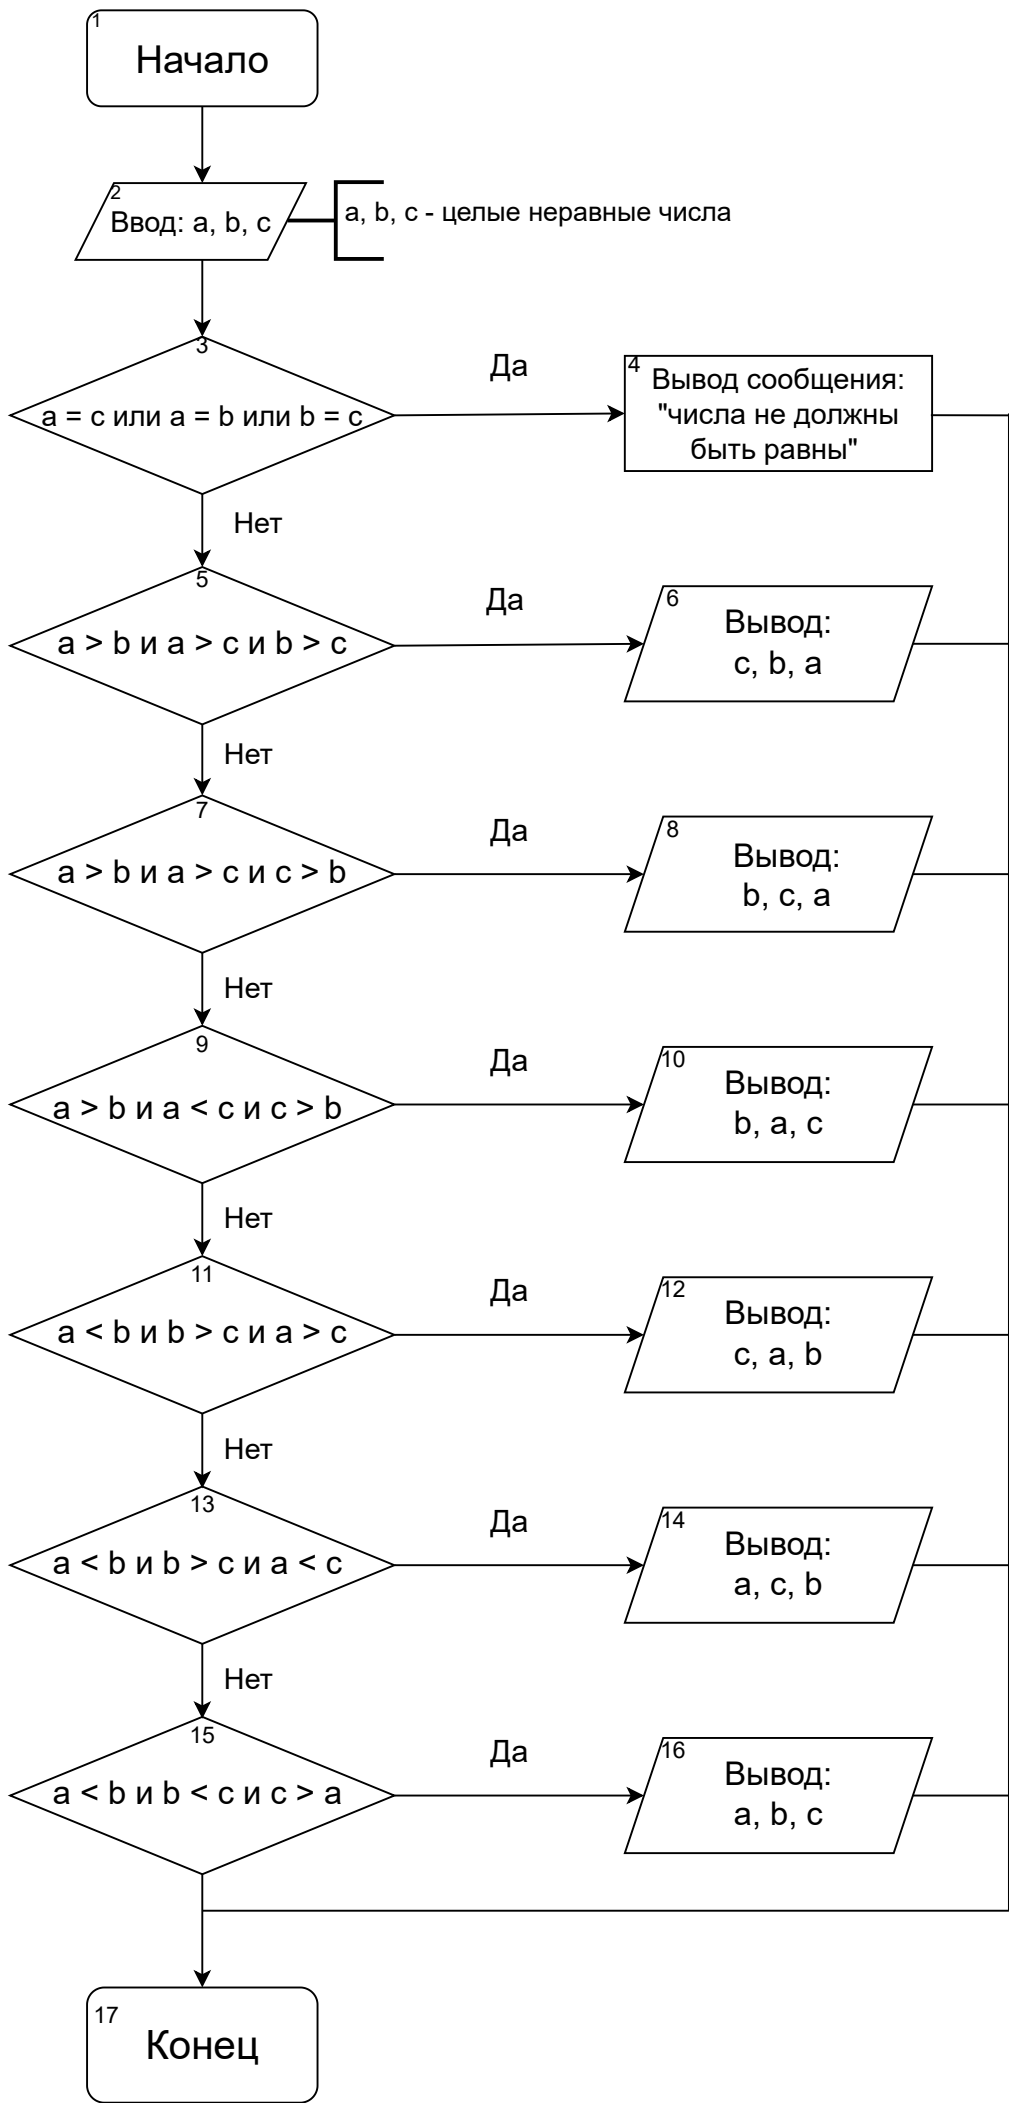 1
Начало
2
Ввод: a, b, c
a, b, c - целые неравные числа
3
a = c или a = b или b = c
Да
4
Вывод сообщения:
"числа не должны
быть равны"
Нет
5
a > b и a > c и b > c
Да
6
Вывод:
c, b, a
Нет
7
a > b и a > c и c > b
Да
8
Вывод:
b, c, a
Нет
9
a > b и a < c и c > b
Да
10
Вывод:
b, a, c
Нет
11
a < b и b > c и a > c
Да
12
Вывод:
c, a, b
Нет
13
a < b и b > c и a < c
Да
14
Вывод:
a, c, b
Нет
15
a < b и b < c и c > a
Да
16
Вывод:
a, b, c
17
Конец